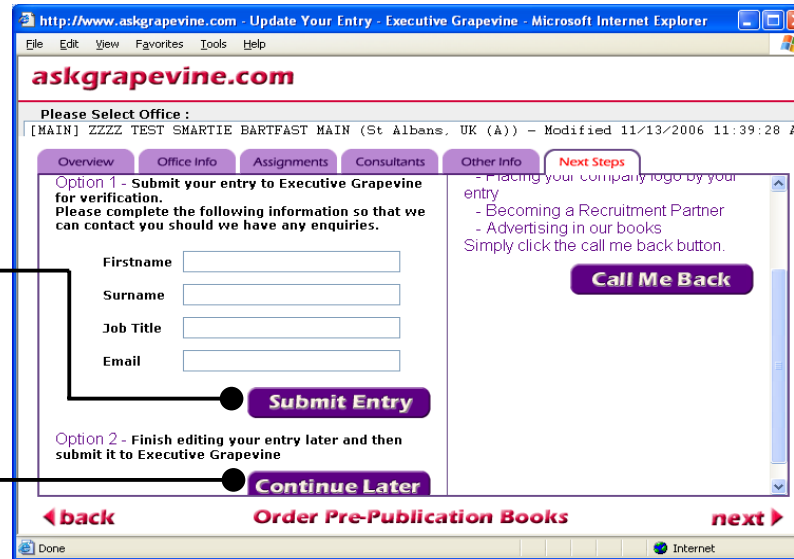 http://www.askgrapevine.com - Update Your Entry - Executive Grapevine - Microsoft Internet Explorer
File Edit View Favorites Tools Help
askgrapevine.com
Please Select Office :
[MAIN] ZZZZ TEST SMARTIE BARTFAST MAIN (St Albans, UK (A)) - Modified 11/13/2006 11:39:28 A
Overview Office Info Assignments Consultants Other Info Next Steps
Option 1 - Submit your entry to Executive Grapevine
for verification.
Please complete the following information so that we
can contact you should we have any enquiries.
Firstname
Surname
Job Title
Email
Submit Entry
Option 2 - Finish editing your entry later and then
submit it to Executive Grapevine
Continue Later
- Placing your company logo by your
entry
- Becoming a Recruitment Partner
- Advertising in our books
Simply click the call me back button.
Call Me Back
back Order Pre-Publication Books next
Done Internet